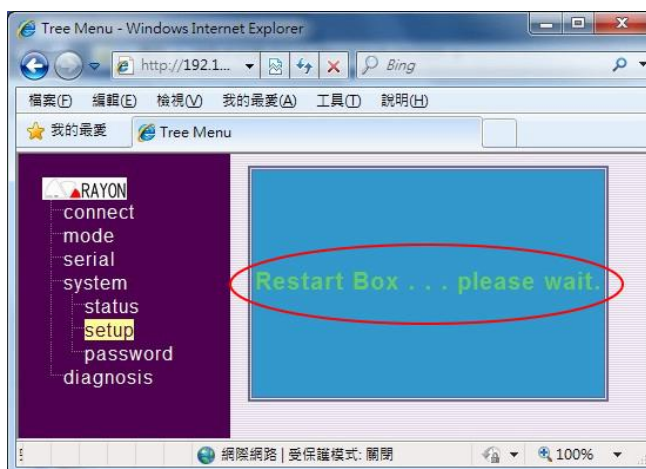 Tree Menu - Windows Internet Explorer
http://192.1...
Bing
檔案(F) 編輯(E) 檢視(V) 我的最愛(A) 工具(T) 說明(H)
我的最愛 Tree Menu
RAYON
connect
mode
serial
system
status
setup
password
diagnosis
Restart Box . . . please wait.
網際網路 | 受保護模式: 關閉
100%